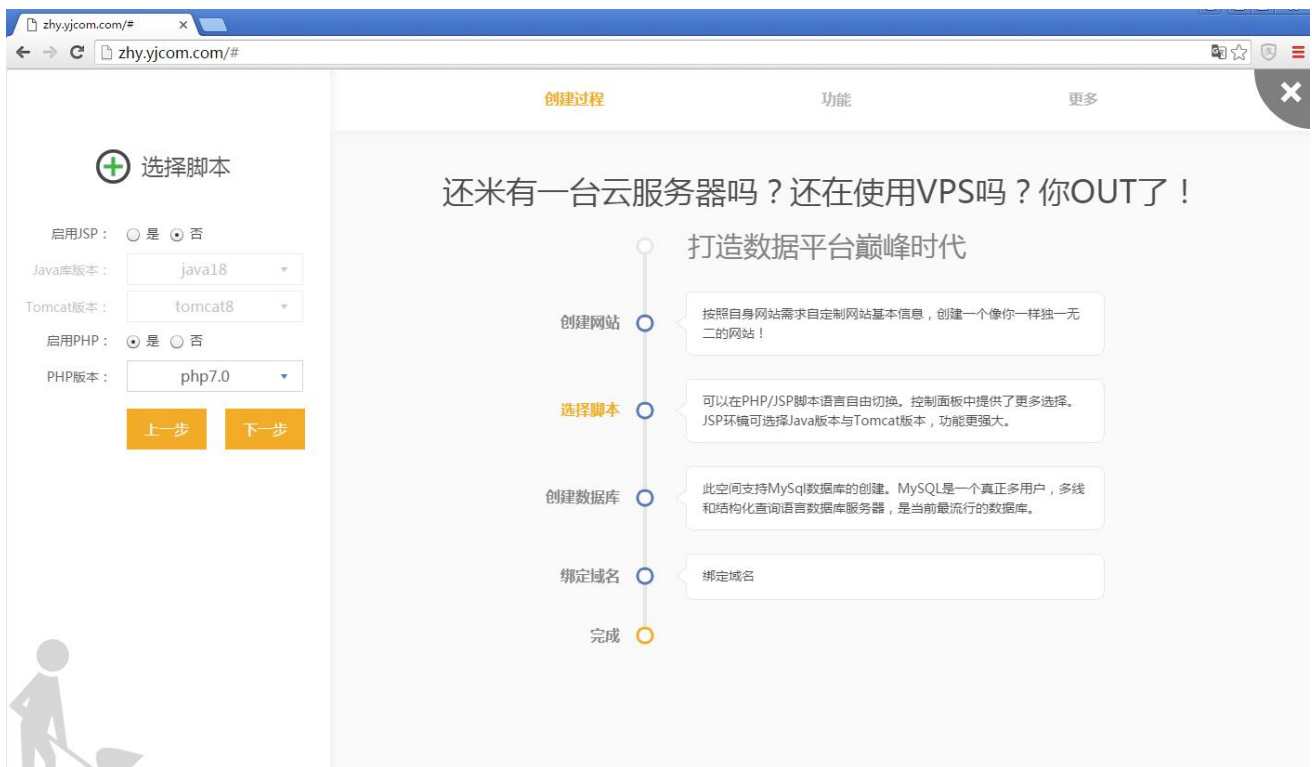 zhy.yjcom.com/#
zhy.yjcom.com/#
创建过程
功能
更多
选择脚本
启用JSP：
是
否
Java库版本：
java18
Tomcat版本：
tomcat8
启用PHP：
是
否
PHP版本：
php7.0
上一步
下一步
还米有一台云服务器吗？还在使用VPS吗？你OUT了！
打造数据平台巅峰时代
创建网站
按照自身网站需求自定制网站基本信息，创建一个像你一样独一无
二的网站！
选择脚本
可以在PHP/JSP脚本语言自由切换。控制面板中提供了更多选择。
JSP环镜可选择Java版本与Tomcat版本，功能更强大。
创建数据库
此空间支持MySql数据库的创建。MySQL是一个真正多用户，多线
和结构化查询语言数据库服务器，是当前最流行的数据库。
绑定域名
绑定域名
完成